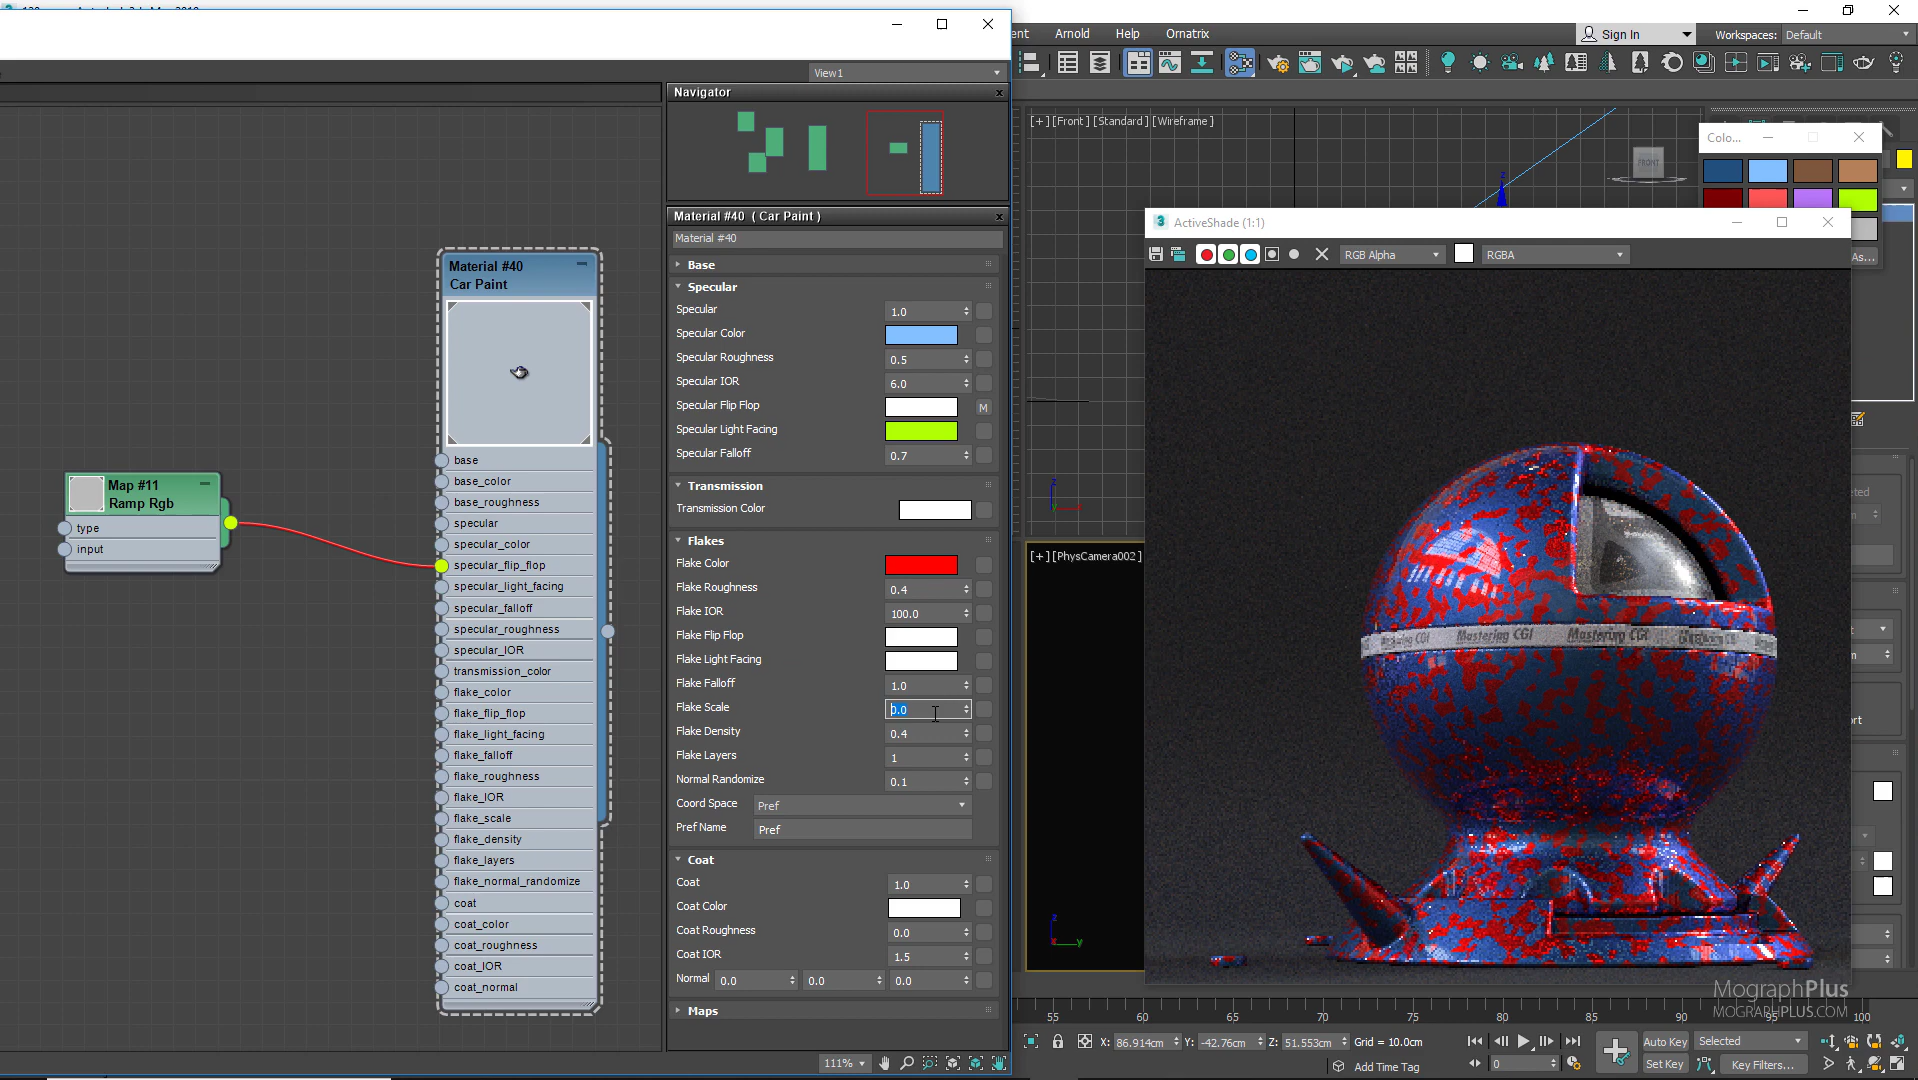 View1
Navigator
Material #40 ( Car Paint )
Material #40
Base
Specular
Specular 1.0
Specular Color
Specular Roughness 0.5
Specular IOR 6.0
Specular Flip Flop M
Specular Light Facing
Specular Falloff 0.7
Transmission
Transmission Color
Flakes
Flake Color
Flake Roughness 0.4
Flake IOR 100.0
Flake Flip Flop
Flake Light Facing
Flake Falloff 1.0
Flake Scale 0.0
Flake Density 0.4
Flake Layers 1
Normal Randomize 0.1
Coord Space Pref
Pref Name Pref
Coat
Coat 1.0
Coat Color
Coat Roughness 0.0
Coat IOR 1.5
Normal 0.0 0.0 0.0
Maps
111%
Material #40
Car Paint
base
base_color
base_roughness
specular
specular_color
specular_flip_flop
specular_light_facing
specular_falloff
specular_roughness
specular_IOR
transmission_color
flake_color
flake_flip_flop
flake_light_facing
flake_falloff
flake_roughness
flake_IOR
flake_scale
flake_density
flake_layers
flake_normal_randomize
coat
coat_color
coat_roughness
coat_IOR
coat_normal
Map #11
Ramp Rgb
type
input
Arnold Help Ornatrix
Sign In
Workspaces: Default
[+] [Front] [Standard] [Wireframe]
FRONT
Colo...
As...
ActiveShade (1:1)
RGB Alpha
RGBA
[+] [PhysCamera002]
Mastering CGI Mastering CGI
MographPlus
MOGRAPHPLUS.COM
55 60 65 70 75 80 85 90 95 100
X: 86.914cm Y: -42.76cm Z: 51.553cm Grid = 10.0cm
Add Time Tag
0
Auto Key Selected
Set Key Key Filters...